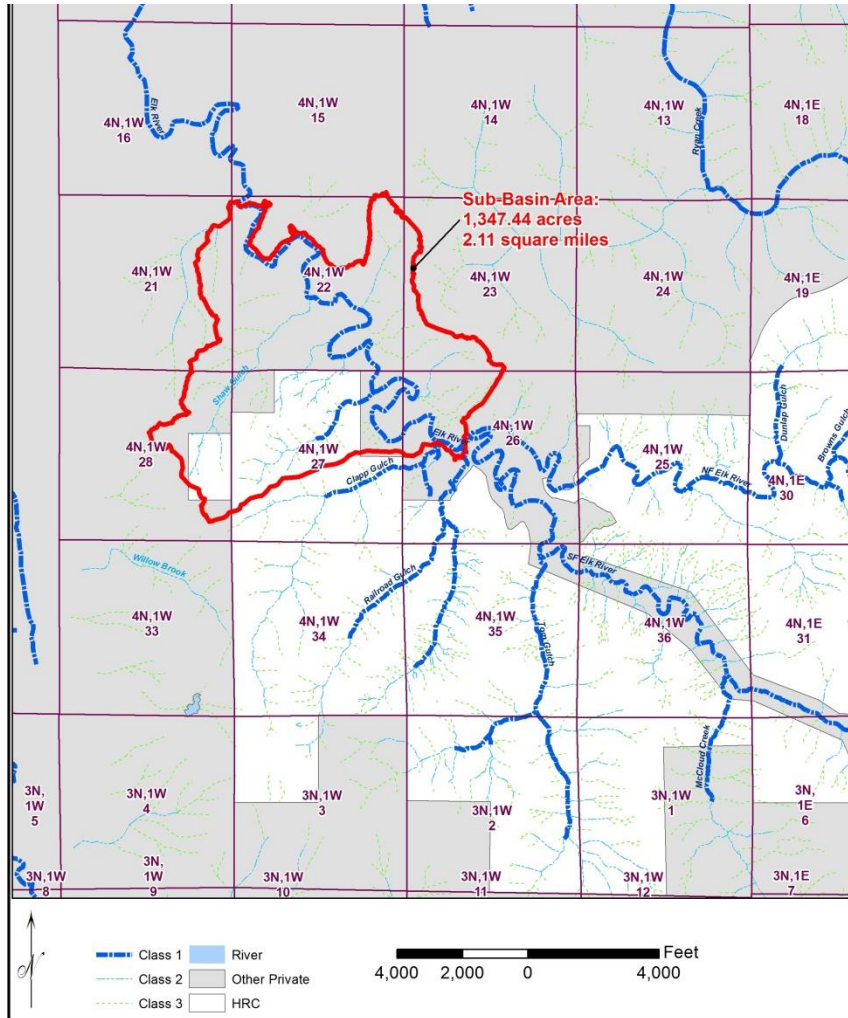 4N,1W
15
4N,1W
14
4N,1W
13
4N,1E
18
4N,1W
16
Elk River
Ryan Creek
Sub-Basin Area:
1,347.44 acres
2.11 square miles
4N,1W
21
4N,1W
22
4N,1W
23
4N,1W
24
4N,1E
19
Shaw Gulch
Dunlap Gulch
Browns Gulch
4N,1W
28
4N,1W
27
Elk River
4N,1W
26
4N,1W
25
NF Elk River
4N,1E
30
Clapp Gulch
Willow Brook
Railroad Gulch
SF Elk River
Tom Gulch
4N,1W
33
4N,1W
34
4N,1W
35
4N,1W
36
4N,1E
31
McCloud Creek
3N,
1W
5
3N,1W
4
3N,1W
3
3N,1W
2
3N,1W
1
3N,
1E
6
3N,1W
8
3N,
1W
9
3N,1W
10
3N,1W
11
3N,1W
12
3N,1E
7
N
Class 1
River
Class 2
Other Private
Class 3
HRC
Feet
4,000 2,000 0 4,000